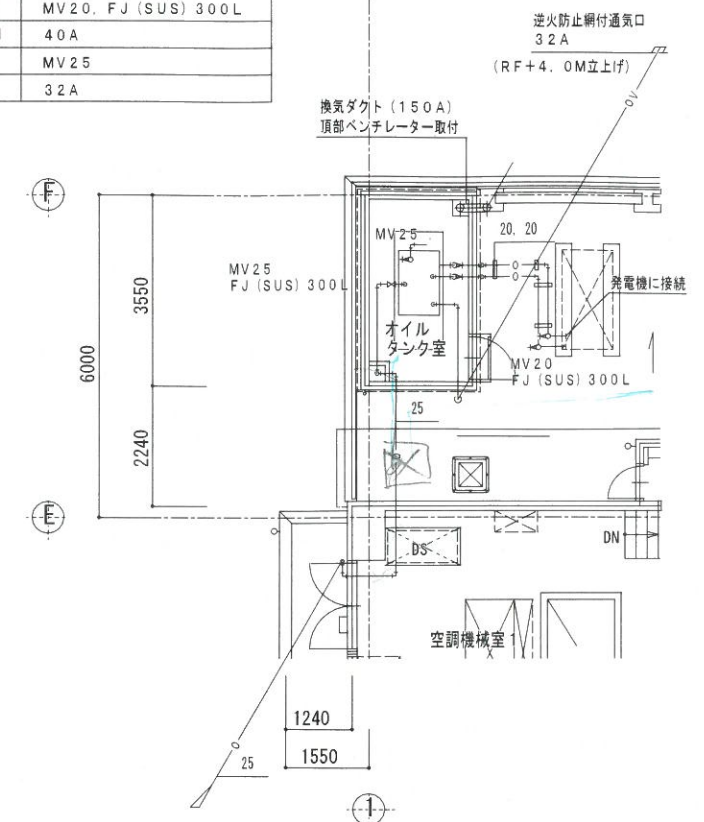 MV20, FJ (SUS) 300L
40A
MV25
32A
逆火防止網付通気口
32A
(RF+4. 0M立上げ)
換気ダクト (150A)
頂部ベンチレーター取付
OV
F
MV25
20, 20
MV25
FJ (SUS) 300L
発電機に接続
3550
6000
オイル
タンク室
MV20
FJ (SUS) 300L
25
2240
DS
DN
空調機械室1
1240
1550
25
1